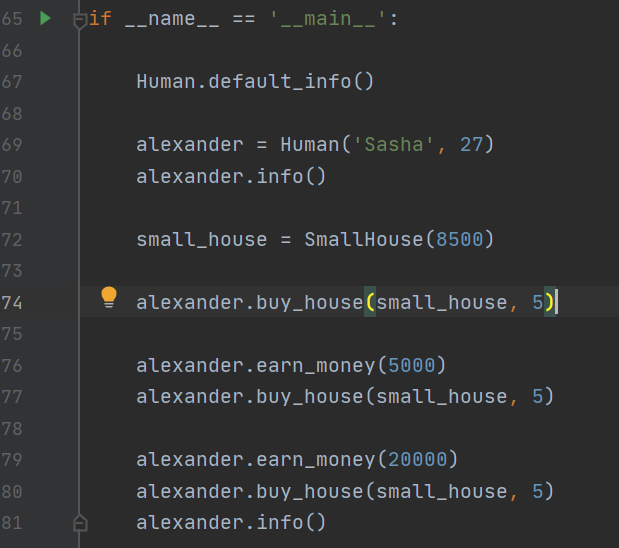 65 if __name__ == '__main__':
66
67 Human.default_info()
68
69 alexander = Human('Sasha', 27)
70 alexander.info()
71
72 small_house = SmallHouse(8500)
73
74 alexander.buy_house(small_house, 5)
75
76 alexander.earn_money(5000)
77 alexander.buy_house(small_house, 5)
78
79 alexander.earn_money(20000)
80 alexander.buy_house(small_house, 5)
81 alexander.info()